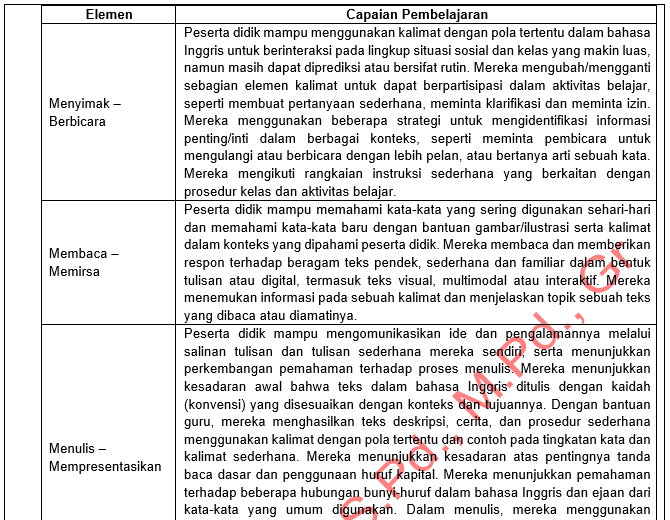 Elemen
Capaian Pembelajaran
Menyimak –
Berbicara
Peserta didik mampu menggunakan kalimat dengan pola tertentu dalam bahasa
Inggris untuk berinteraksi pada lingkup situasi sosial dan kelas yang makin luas,
namun masih dapat diprediksi atau bersifat rutin. Mereka mengubah/mengganti
sebagian elemen kalimat untuk dapat berpartisipasi dalam aktivitas belajar,
seperti membuat pertanyaan sederhana, meminta klarifikasi dan meminta izin.
Mereka menggunakan beberapa strategi untuk mengidentifikasi informasi
penting/inti dalam berbagai konteks, seperti meminta pembicara untuk
mengulangi atau berbicara dengan lebih pelan, atau bertanya arti sebuah kata.
Mereka mengikuti rangkaian instruksi sederhana yang berkaitan dengan
prosedur kelas dan aktivitas belajar.
Membaca –
Memirsa
Peserta didik mampu memahami kata-kata yang sering digunakan sehari-hari
dan memahami kata-kata baru dengan bantuan gambar/ilustrasi serta kalimat
dalam konteks yang dipahami peserta didik. Mereka membaca dan memberikan
respon terhadap beragam teks pendek, sederhana dan familiar dalam bentuk
tulisan atau digital, termasuk teks visual, multimodal atau interaktif. Mereka
menemukan informasi pada sebuah kalimat dan menjelaskan topik sebuah teks
yang dibaca atau diamatinya.
Menulis –
Mempresentasikan
Peserta didik mampu mengomunikasikan ide dan pengalamannya melalui
salinan tulisan dan tulisan sederhana mereka sendiri, serta menunjukkan
perkembangan pemahaman terhadap proses menulis. Mereka menunjukkan
kesadaran awal bahwa teks dalam bahasa Inggris ditulis dengan kaidah
(konvensi) yang disesuaikan dengan konteks dan tujuannya. Dengan bantuan
guru, mereka menghasilkan teks deskripsi, cerita, dan prosedur sederhana
menggunakan kalimat dengan pola tertentu dan contoh pada tingkatan kata dan
kalimat sederhana. Mereka menunjukkan kesadaran atas pentingnya tanda
baca dasar dan penggunaan huruf kapital. Mereka menunjukkan pemahaman
terhadap beberapa hubungan bunyi-huruf dalam bahasa Inggris dan ejaan dari
kata-kata yang umum digunakan. Dalam menulis, mereka menggunakan
S.Pd., M.Pd., Gr